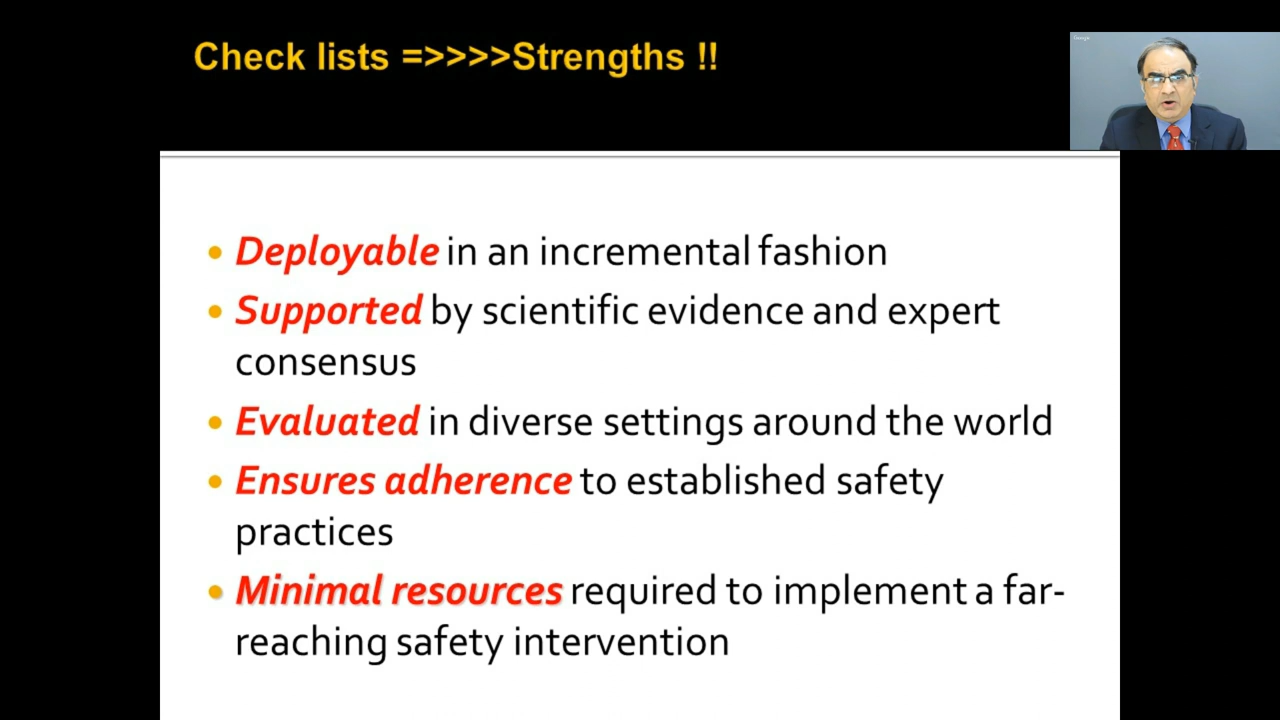 Check lists =>>>>Strengths !!
• Deployable in an incremental fashion
• Supported by scientific evidence and expert
consensus
• Evaluated in diverse settings around the world
• Ensures adherence to established safety
practices
• Minimal resources required to implement a far-
reaching safety intervention